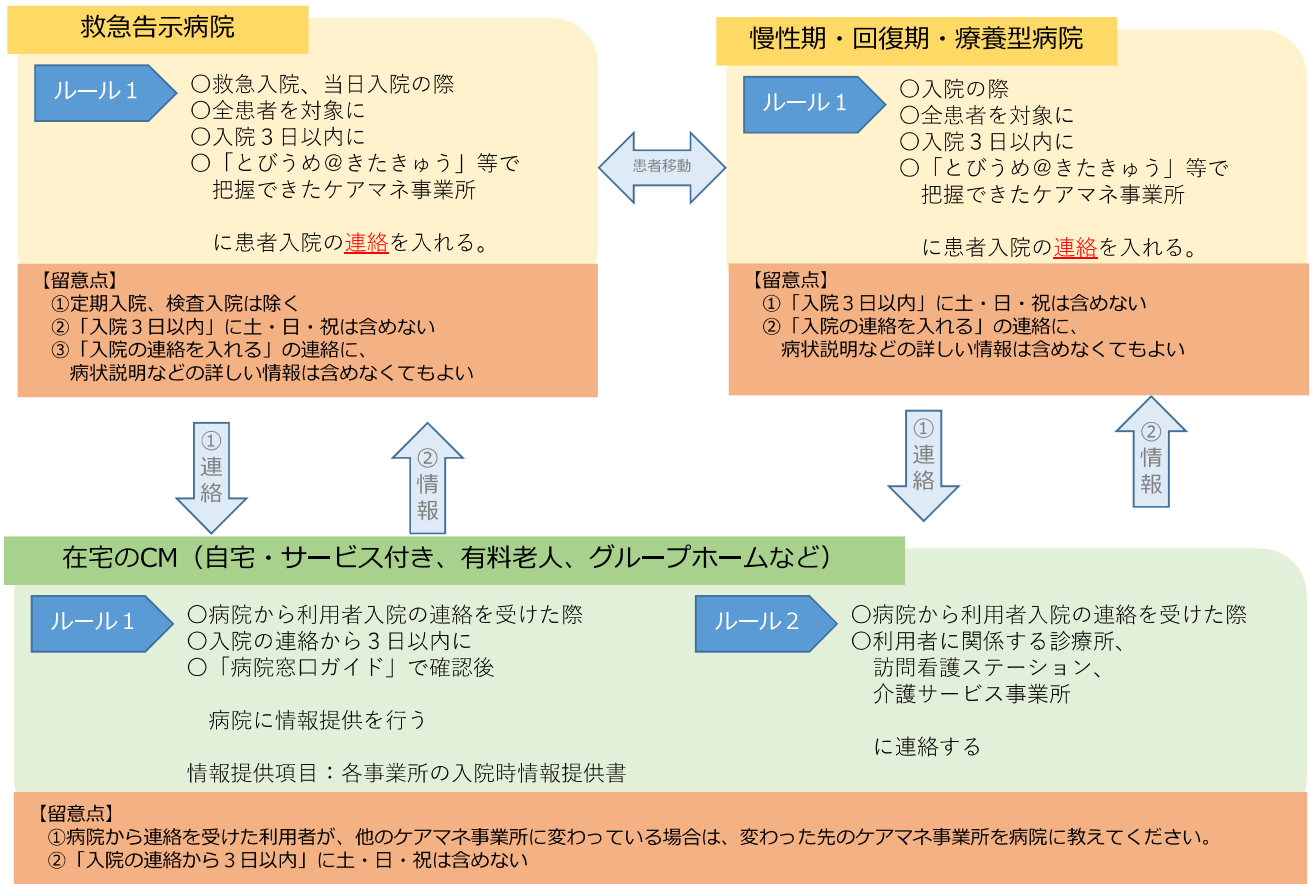 救急告示病院
ルール１
〇救急入院、当日入院の際
〇全患者を対象に
〇入院３日以内に
〇「とびうめ＠きたきゅう」等で
把握できたケアマネ事業所
に患者入院の連絡を入れる。
【留意点】
①定期入院、検査入院は除く
②「入院３日以内」に土・日・祝は含めない
③「入院の連絡を入れる」の連絡に、
病状説明などの詳しい情報は含めなくてもよい
患者移動
慢性期・回復期・療養型病院
ルール１
〇入院の際
〇全患者を対象に
〇入院３日以内に
〇「とびうめ＠きたきゅう」等で
把握できたケアマネ事業所
に患者入院の連絡を入れる。
【留意点】
①「入院３日以内」に土・日・祝は含めない
②「入院の連絡を入れる」の連絡に、
病状説明などの詳しい情報は含めなくてもよい
①連絡
②情報
①連絡
②情報
在宅のCM（自宅・サービス付き、有料老人、グループホームなど）
ルール１
〇病院から利用者入院の連絡を受けた際
〇入院の連絡から３日以内に
〇「病院窓口ガイド」で確認後
病院に情報提供を行う
情報提供項目：各事業所の入院時情報提供書
ルール２
〇病院から利用者入院の連絡を受けた際
〇利用者に関係する診療所、
訪問看護ステーション、
介護サービス事業所
に連絡する
【留意点】
①病院から連絡を受けた利用者が、他のケアマネ事業所に変わっている場合は、変わった先のケアマネ事業所を病院に教えてください。
②「入院の連絡から３日以内」に土・日・祝は含めない